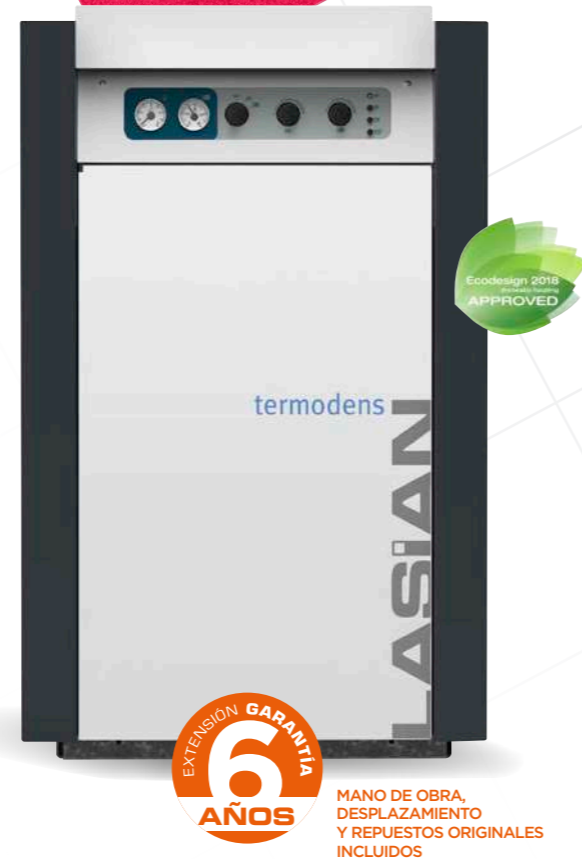 Ecodesign 2018
APPROVED
termodens
LASiAN
EXTENSIÓN GARANTÍA
6
AÑOS
MANO DE OBRA,
DESPLAZAMIENTO
Y REPUESTOS ORIGINALES
INCLUIDOS